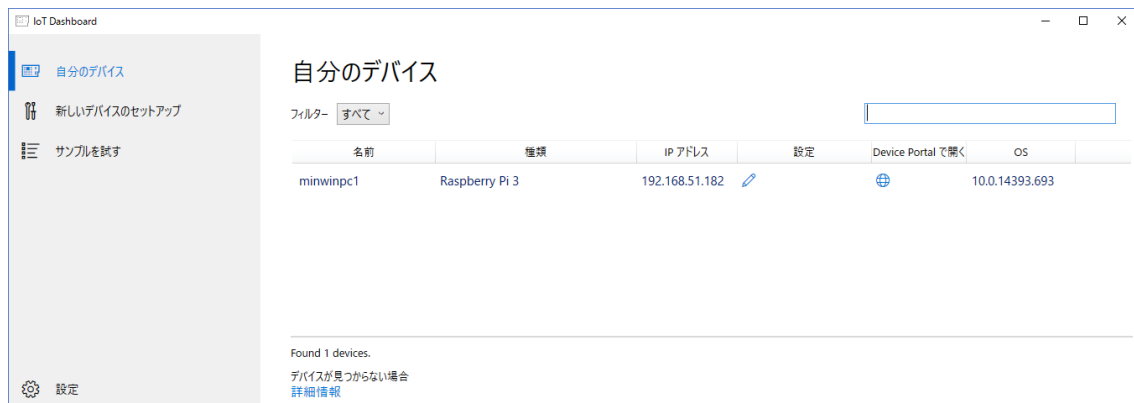 IoT Dashboard
自分のデバイス
新しいデバイスのセットアップ
サンプルを試す
設定
自分のデバイス
フィルター すべて
名前 種類 IP アドレス 設定 Device Portal で開く OS
minwinpc1 Raspberry Pi 3 192.168.51.182 10.0.14393.693
Found 1 devices.
デバイスが見つからない場合
詳細情報